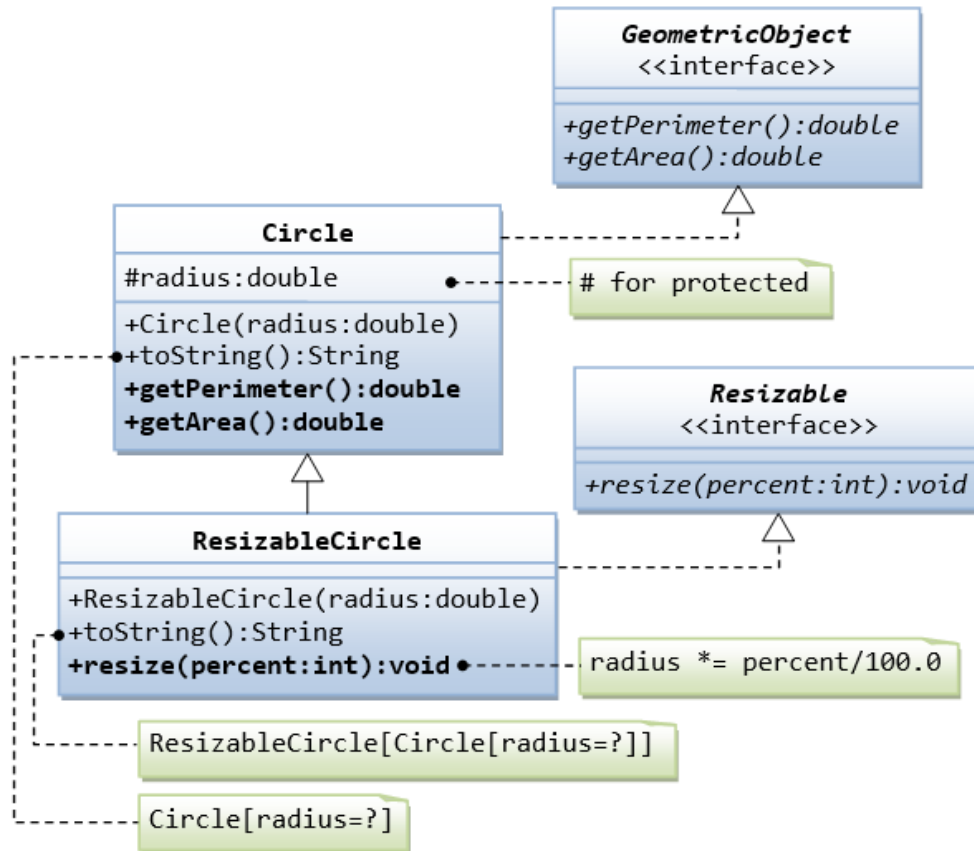 GeometricObject
<<interface>>
+getPerimeter():double
+getArea():double
Circle
#radius:double
# for protected
+Circle(radius:double)
+toString():String
+getPerimeter():double
+getArea():double
Resizable
<<interface>>
+resize(percent:int):void
ResizableCircle
+ResizableCircle(radius:double)
+toString():String
+resize(percent:int):void
radius *= percent/100.0
ResizableCircle[Circle[radius=?]]
Circle[radius=?]